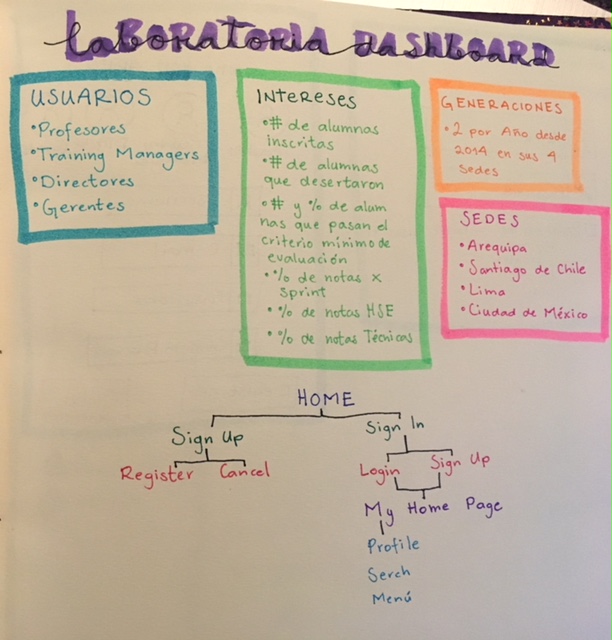 Laboratoria Dashboard
USUARIOS
• Profesores
• Training Managers
• Directores
• Gerentes
INTERESES
• # de alumnas
inscritas
• # de alumnas
que desertaron
• # y % de alum
nas que pasan el
criterio mínimo de
evaluación
• % de notas x
sprint
• % de notas HSE
• % de notas Técnicas
GENERACIONES
• 2 por Año desde
2014 en sus 4
sedes
SEDES
• Arequipa
• Santiago de Chile
• Lima
• Ciudad de México
HOME
Sign Up
Sign In
Register Cancel
Login Sign Up
My Home Page
Profile
Serch
Menú